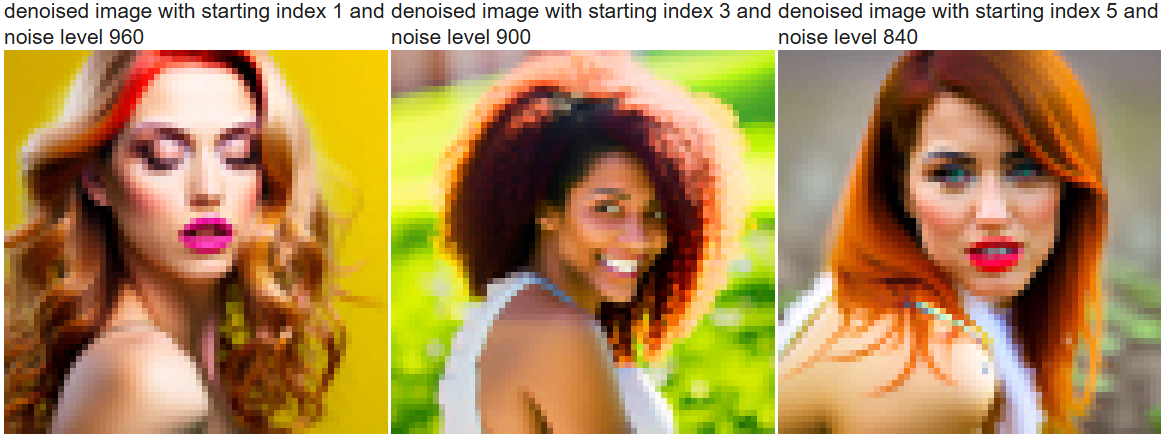 denoised image with starting index 1 and
noise level 960
denoised image with starting index 3 and
noise level 900
denoised image with starting index 5 and
noise level 840